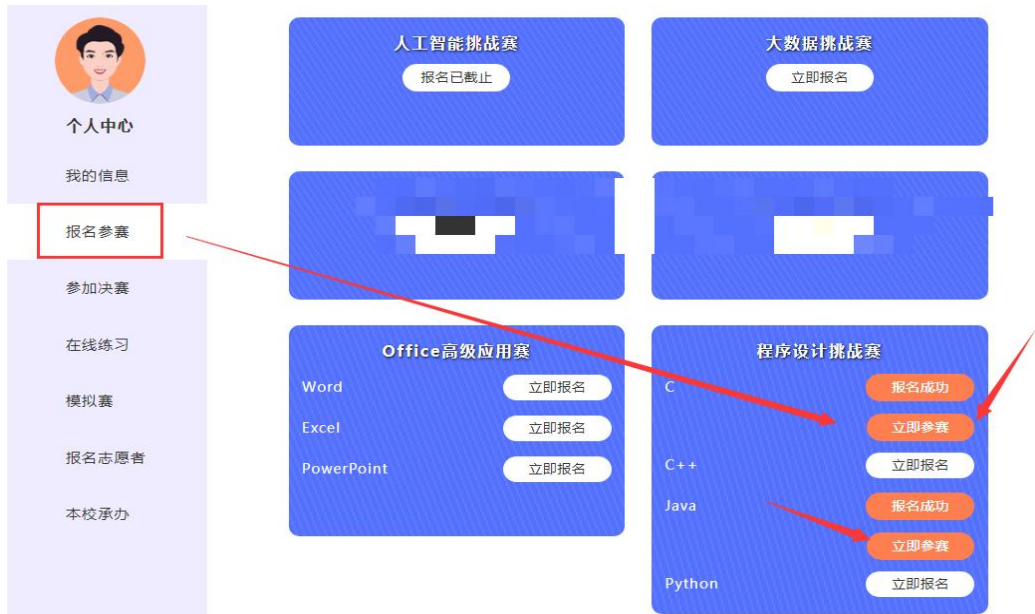 个人中心
我的信息
报名参赛
参加决赛
在线练习
模拟赛
报名志愿者
本校承办
人工智能挑战赛
报名已截止
大数据挑战赛
立即报名
Office高级应用赛
Word 立即报名
Excel 立即报名
PowerPoint 立即报名
程序设计挑战赛
C 报名成功
立即参赛
C++ 立即报名
Java 报名成功
立即参赛
Python 立即报名